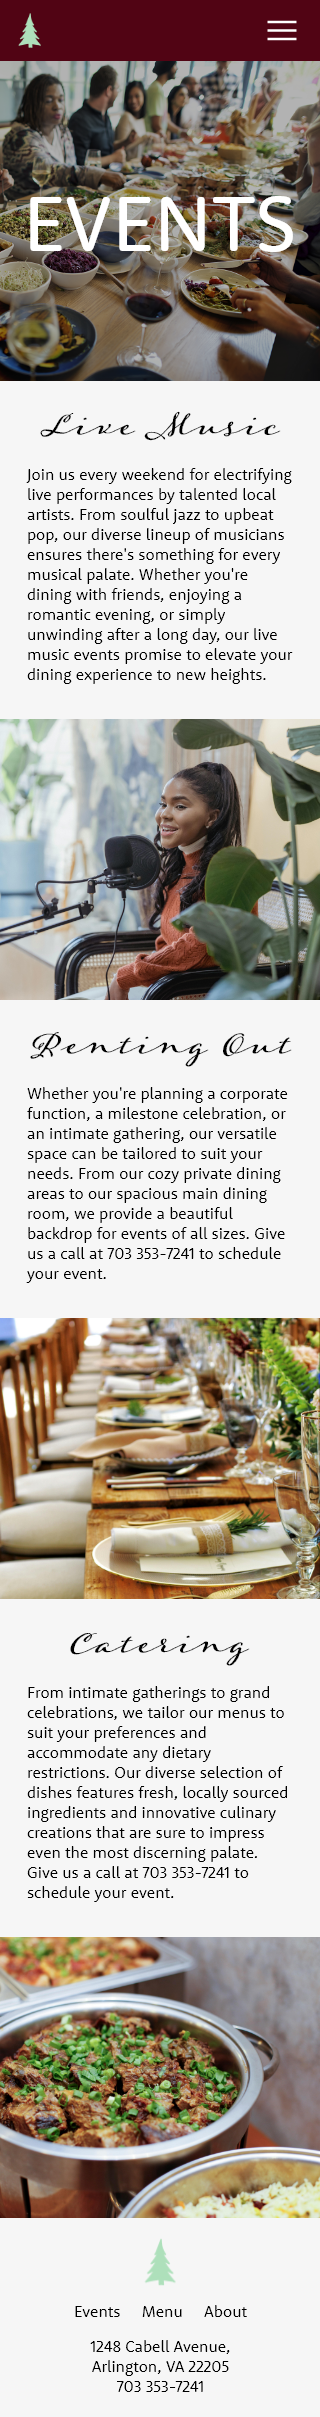 EVENTS
Live Music
Join us every weekend for electrifying
live performances by talented local
artists. From soulful jazz to upbeat
pop, our diverse lineup of musicians
ensures there's something for every
musical palate. Whether you're
dining with friends, enjoying a
romantic evening, or simply
unwinding after a long day, our live
music events promise to elevate your
dining experience to new heights.
Renting Out
Whether you're planning a corporate
function, a milestone celebration, or
an intimate gathering, our versatile
space can be tailored to suit your
needs. From our cozy private dining
areas to our spacious main dining
room, we provide a beautiful
backdrop for events of all sizes. Give
us a call at 703 353-7241 to schedule
your event.
Catering
From intimate gatherings to grand
celebrations, we tailor our menus to
suit your preferences and
accommodate any dietary
restrictions. Our diverse selection of
dishes features fresh, locally sourced
ingredients and innovative culinary
creations that are sure to impress
even the most discerning palate.
Give us a call at 703 353-7241 to
schedule your event.
Events Menu About
1248 Cabell Avenue,
Arlington, VA 22205
703 353-7241